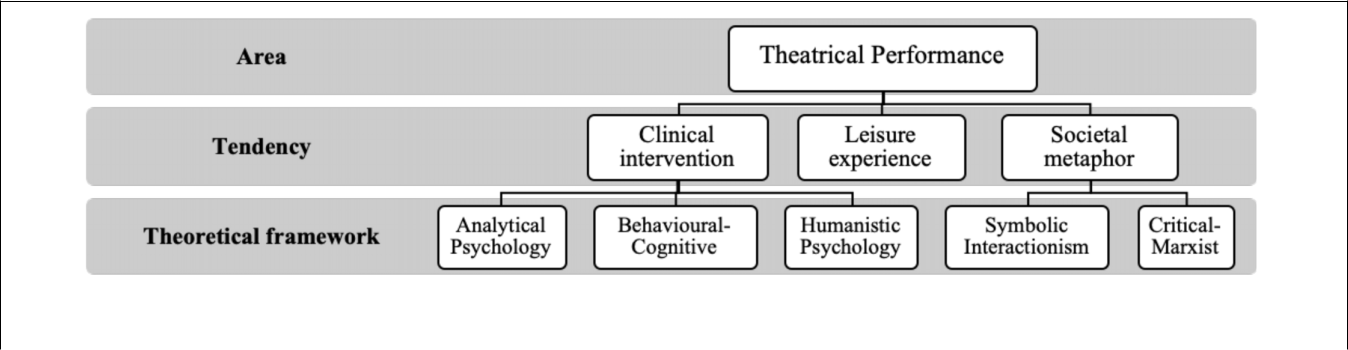 Area
Theatrical Performance
Tendency
Clinical
intervention
Leisure
experience
Societal
metaphor
Theoretical framework
Analytical
Psychology
Behavioural-
Cognitive
Humanistic
Psychology
Symbolic
Interactionism
Critical-
Marxist